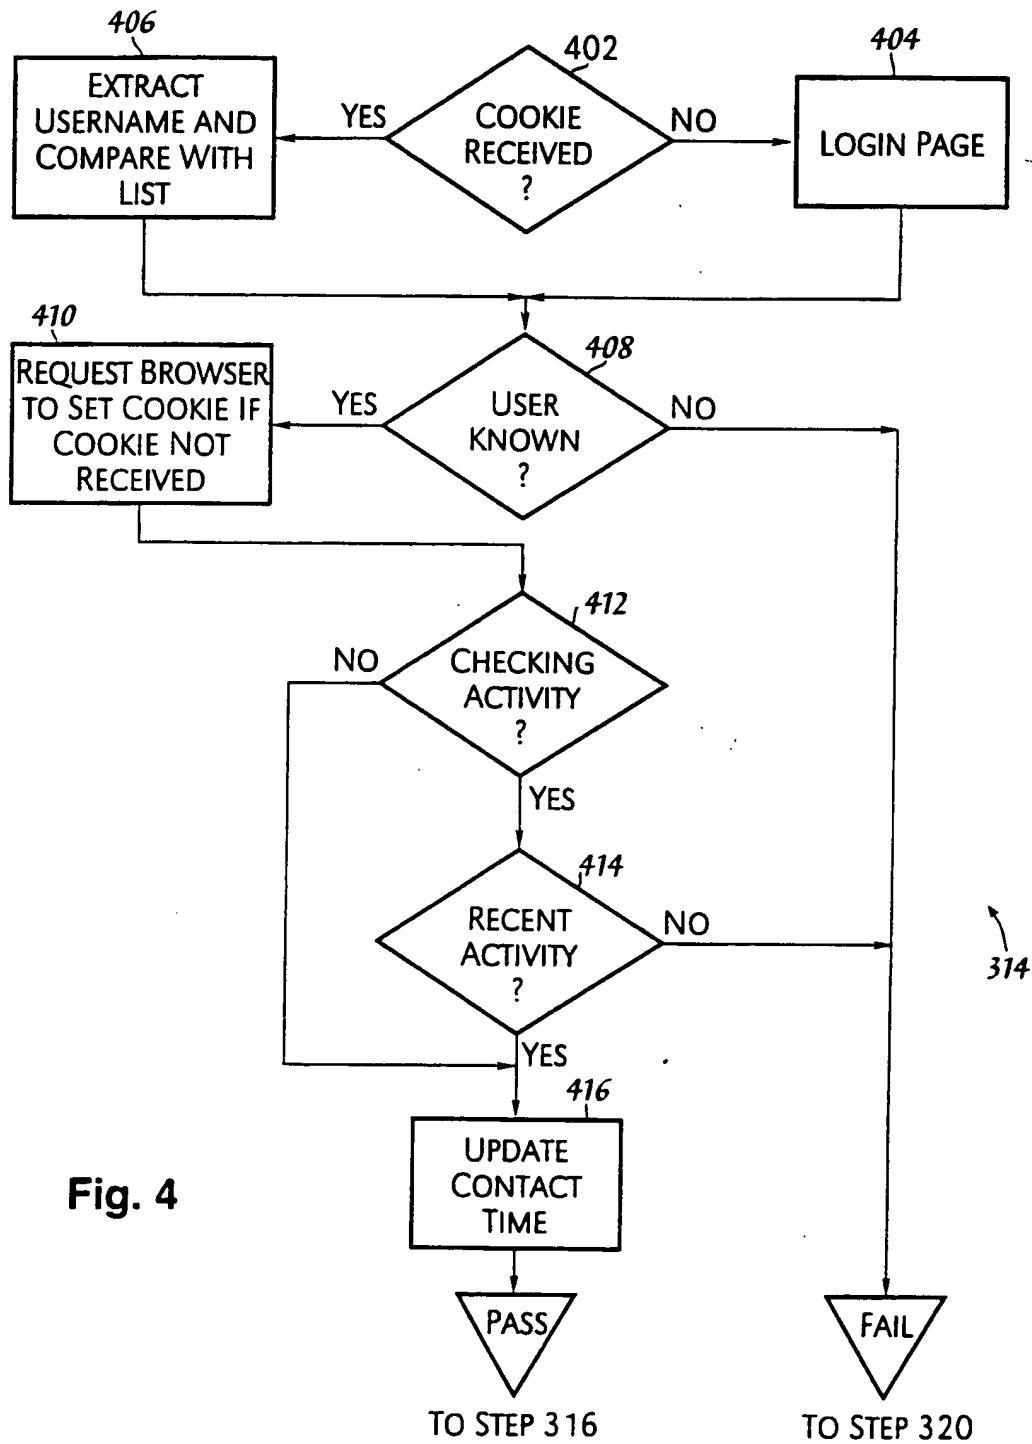 406
EXTRACT
USERNAME AND
COMPARE WITH
LIST
YES
402
COOKIE
RECEIVED
?
NO
404
LOGIN PAGE
410
REQUEST BROWSER
TO SET COOKIE IF
COOKIE NOT
RECEIVED
YES
408
USER
KNOWN
?
NO
412
NO
CHECKING
ACTIVITY
?
YES
414
RECENT
ACTIVITY
?
NO
314
YES
416
UPDATE
CONTACT
TIME
Fig. 4
PASS
FAIL
TO STEP 316
TO STEP 320